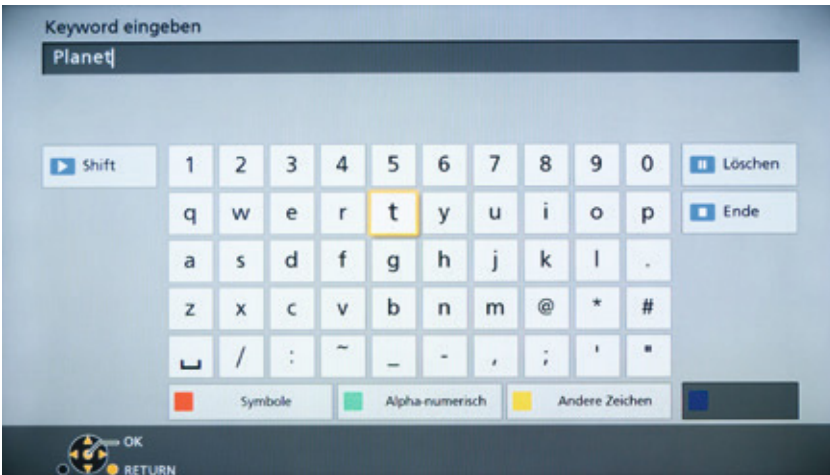 Keyword eingeben
Planet
Shift 1 2 3 4 5 6 7 8 9 0 Löschen
q w e r t y u i o p Ende
a s d f g h j k l .
z x c v b n m @ * #
␣ / : ~ _ - , ; ' "
Symbole Alpha-numerisch Andere Zeichen
OK
RETURN